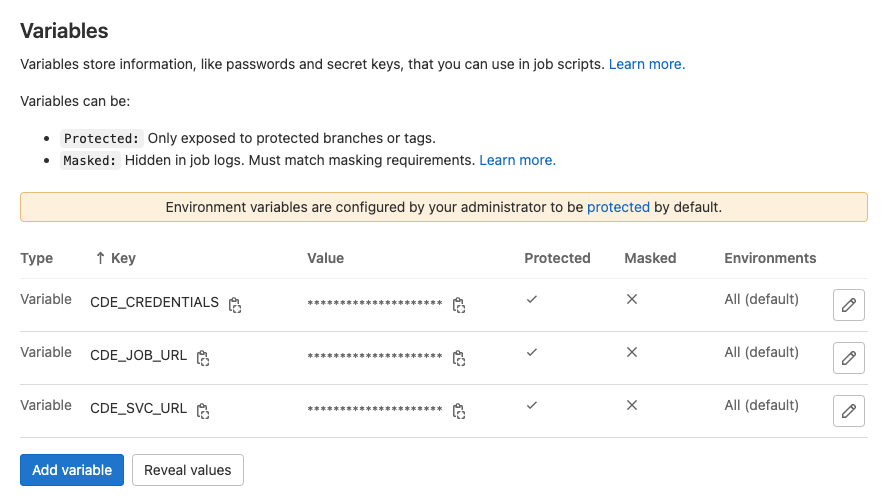 Variables
Variables store information, like passwords and secret keys, that you can use in job scripts. Learn more.
Variables can be:
Protected: Only exposed to protected branches or tags.
Masked: Hidden in job logs. Must match masking requirements. Learn more.
Environment variables are configured by your administrator to be protected by default.
Type ↑ Key Value Protected Masked Environments
Variable CDE_CREDENTIALS ********************* ✓ ✕ All (default)
Variable CDE_JOB_URL ********************* ✓ ✕ All (default)
Variable CDE_SVC_URL ********************* ✓ ✕ All (default)
Add variable Reveal values